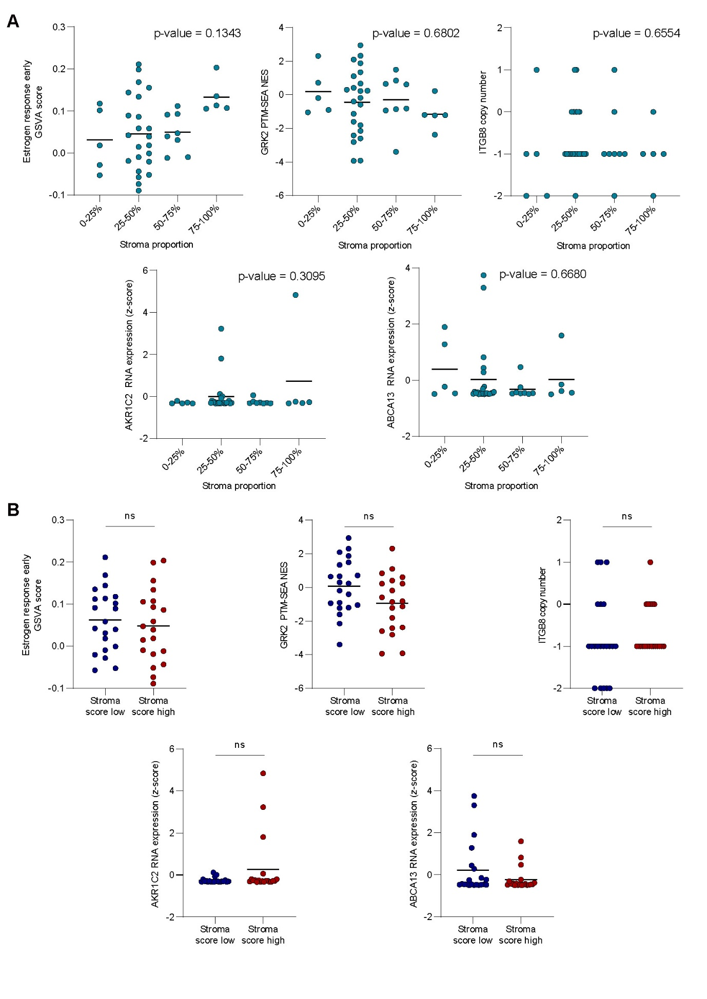 A
p-value = 0.1343
0.3
0.2
0.1
0.0
-0.1
Estrogen response early
GSVA score
0-25%
25-50%
50-75%
75-100%
Stroma proportion
p-value = 0.6802
4
2
0
-2
-4
-6
GRK2 PTM-SEA NES
0-25%
25-50%
50-75%
75-100%
Stroma proportion
p-value = 0.6554
2
1
0
-1
-2
ITGB8 copy number
0-25%
25-50%
50-75%
75-100%
Stroma proportion
p-value = 0.3095
6
4
2
0
-2
AKR1C2 RNA expression (z-score)
0-25%
25-50%
50-75%
75-100%
Stroma proportion
p-value = 0.6680
4
2
0
-2
ABCA13 RNA expression (z-score)
0-25%
25-50%
50-75%
75-100%
Stroma proportion
B
ns
0.3
0.2
0.1
0.0
-0.1
Estrogen response early
GSVA score
Stroma
score low
Stroma
score high
ns
4
2
0
-2
-4
-6
GRK2 PTM-SEA NES
Stroma
score low
Stroma
score high
ns
2
1
0
-1
-2
ITGB8 copy number
Stroma
score low
Stroma
score high
ns
6
4
2
0
-2
AKR1C2 RNA expression (z-score)
Stroma
score low
Stroma
score high
ns
6
4
2
0
-2
ABCA13 RNA expression (z-score)
Stroma
score low
Stroma
score high